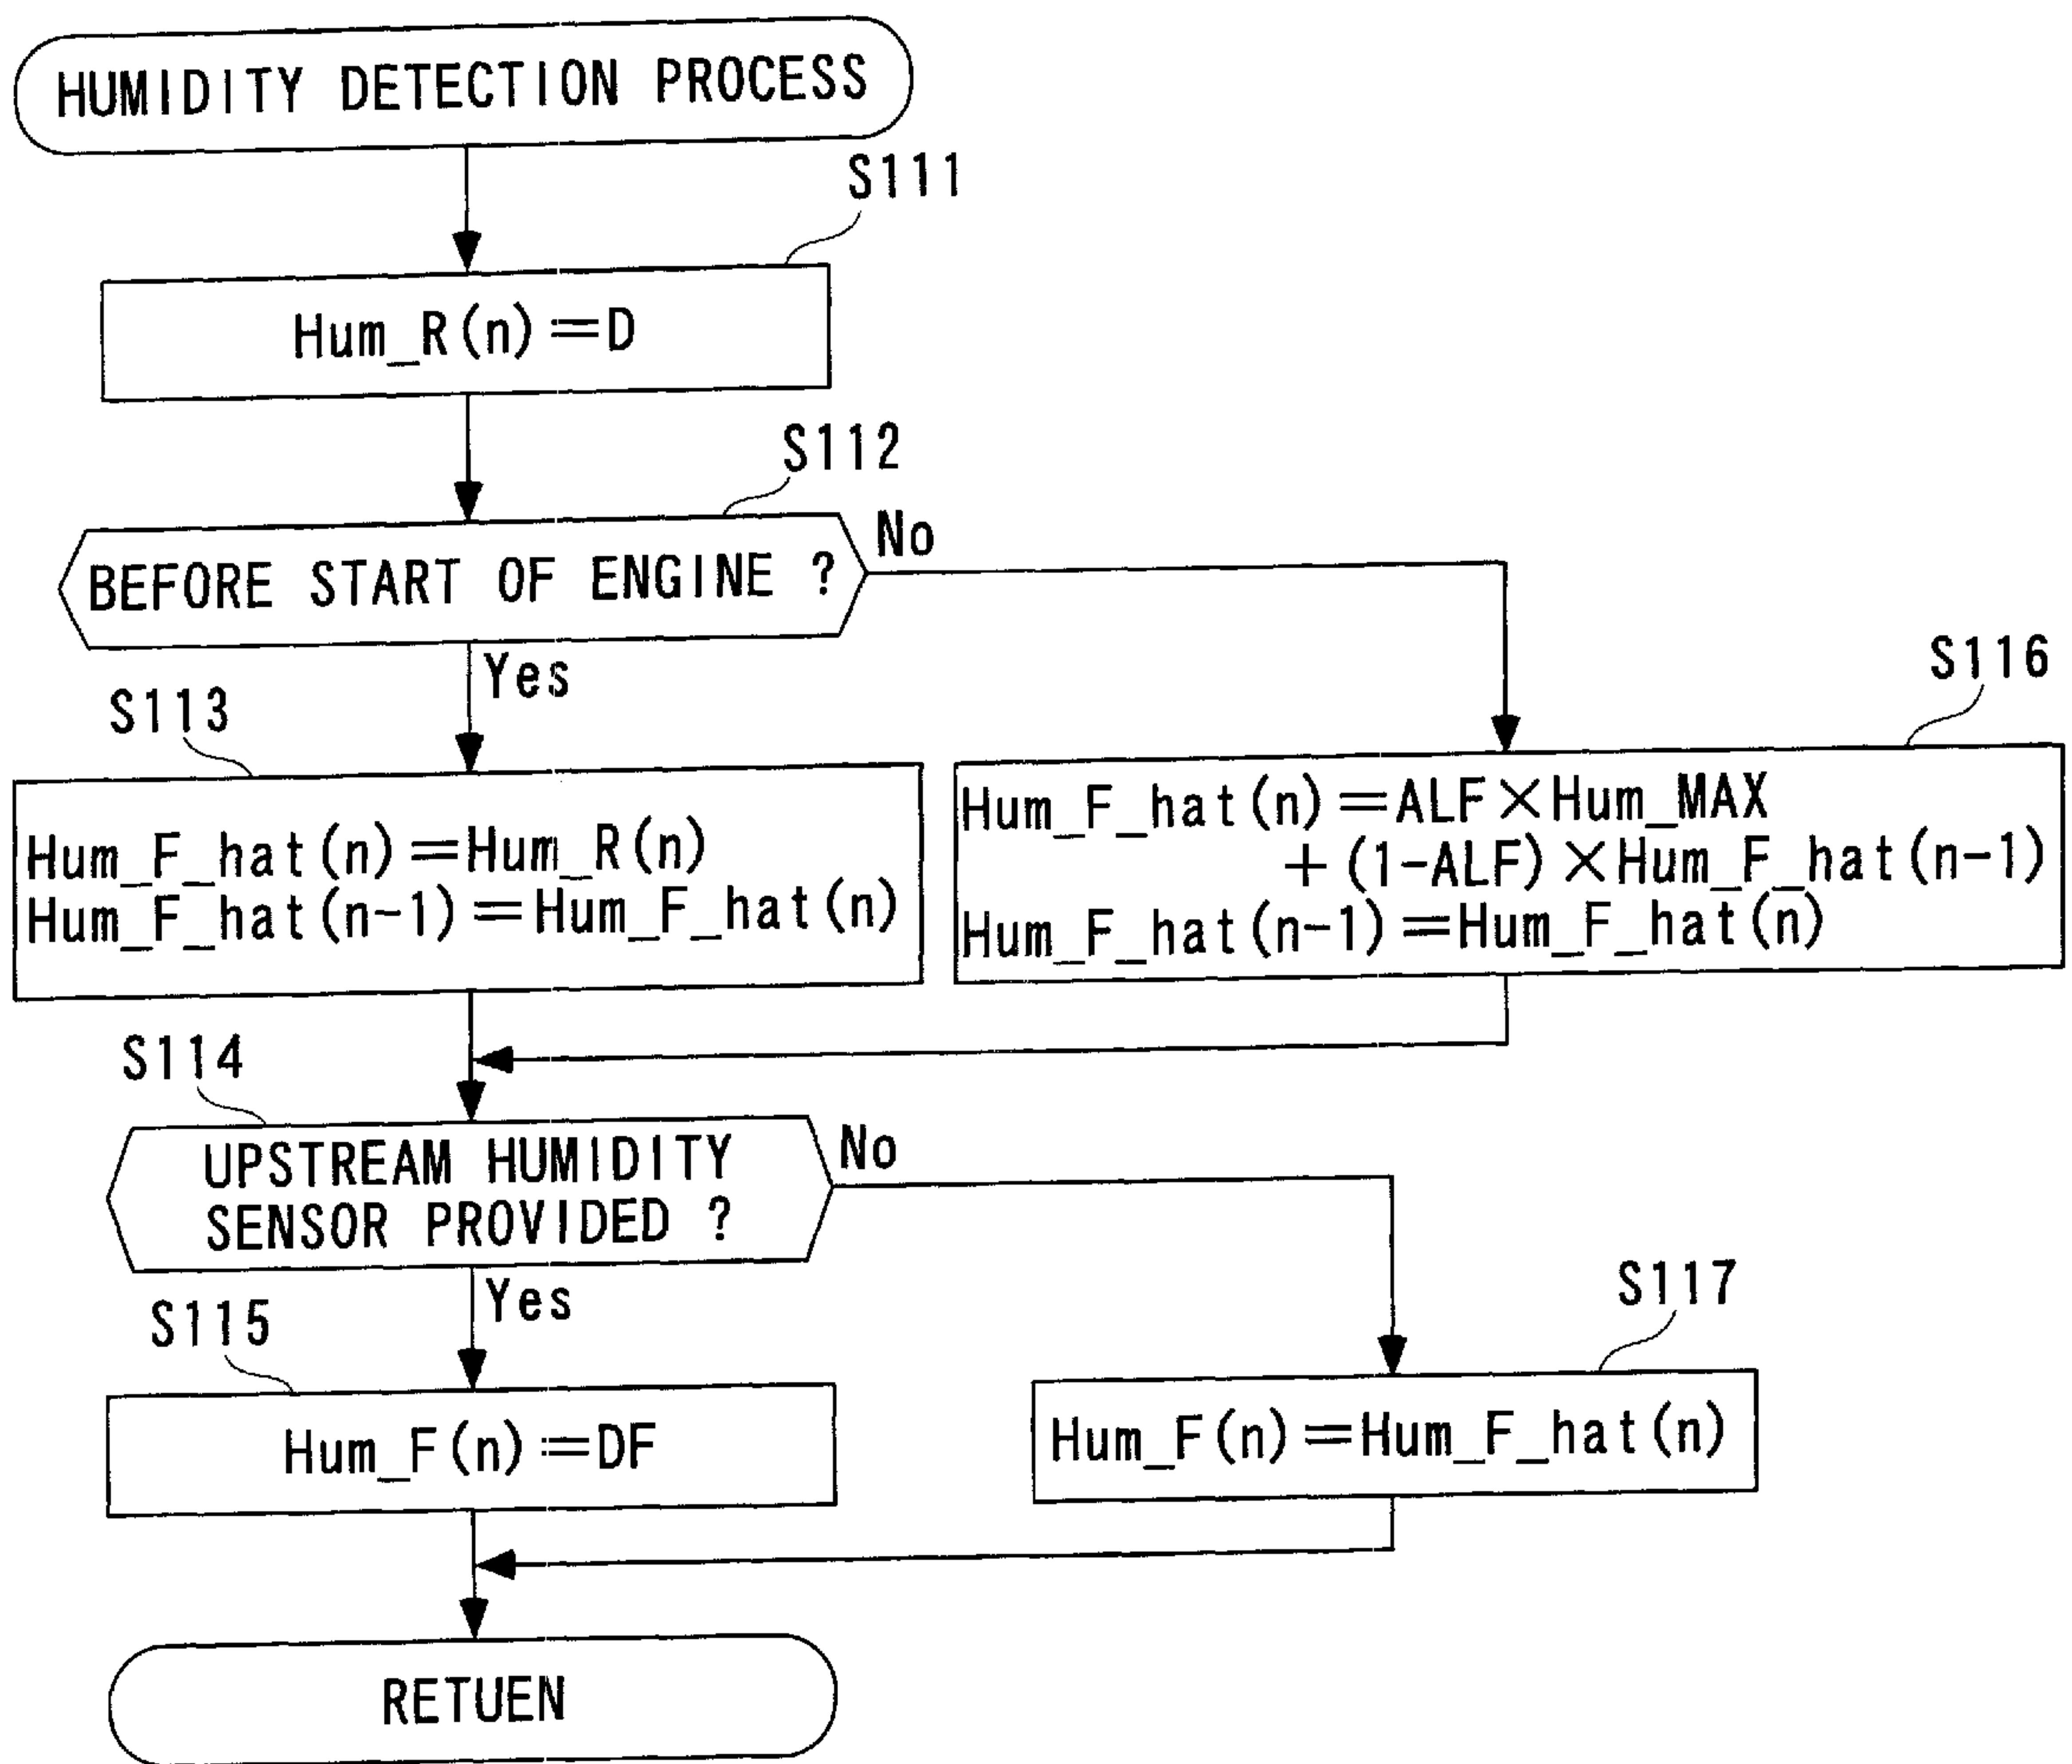 HUMIDITY DETECTION PROCESS
S111
Hum_R(n)=D
S112
BEFORE START OF ENGINE ?
No
Yes
S113
Hum_F_hat(n)=Hum_R(n)
Hum_F_hat(n-1)=Hum_F_hat(n)
S116
Hum_F_hat(n)=ALF×Hum_MAX
+(1-ALF)×Hum_F_hat(n-1)
Hum_F_hat(n-1)=Hum_F_hat(n)
S114
UPSTREAM HUMIDITY
SENSOR PROVIDED ?
No
Yes
S115
Hum_F(n)=DF
S117
Hum_F(n)=Hum_F_hat(n)
RETUEN